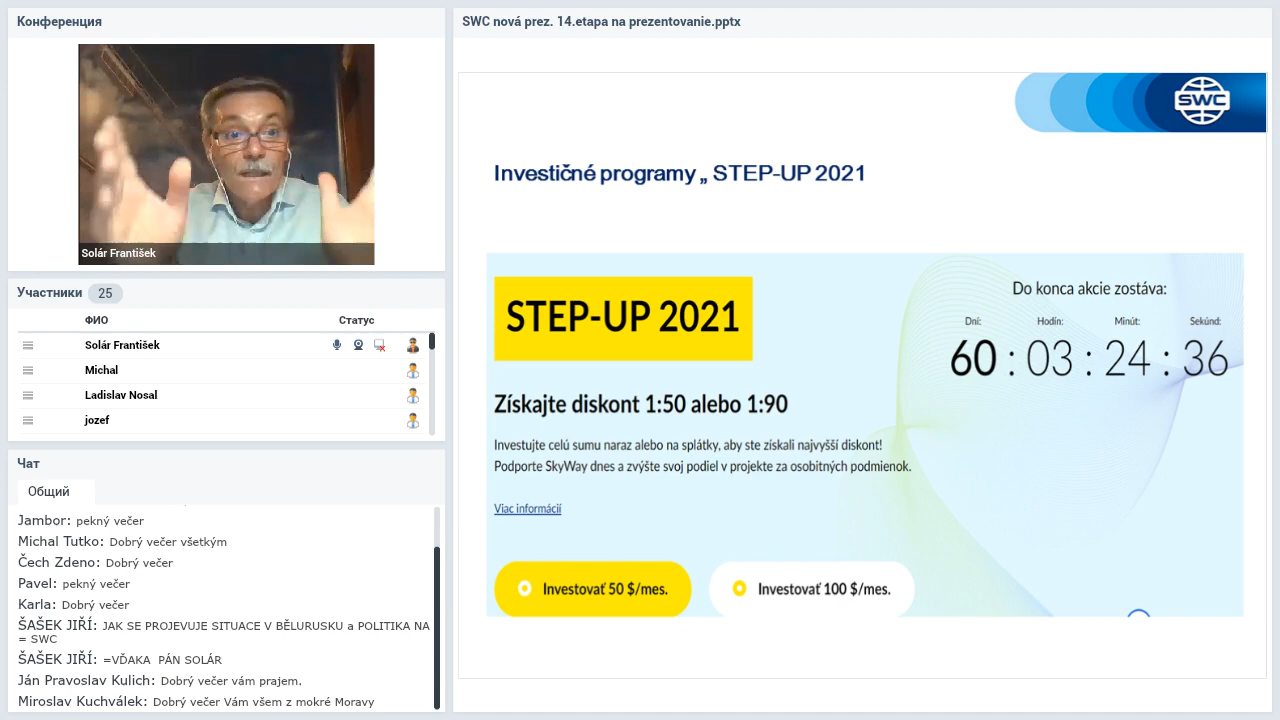 Конференция
Solár František
Участники 25
ФИО Статус
Solár František
Michal
Ladislav Nosal
jozef
Чат
Общий
Jambor: pekný večer
Michal Tutko: Dobrý večer všetkým
Čech Zdeno: Dobrý večer
Pavel: pekný večer
Karla: Dobrý večer
ŠAŠEK JIŘÍ: JAK SE PROJEVUJE SITUACE V BĚLURUSKU a POLITIKA NA
= SWC
ŠAŠEK JIŘÍ: =VĎAKA PÁN SOLÁR
Ján Pravoslav Kulich: Dobrý večer vám prajem.
Miroslav Kuchválek: Dobrý večer Vám všem z mokré Moravy
SWC nová prez. 14.etapa na prezentovanie.pptx
SWC
Investičné programy „ STEP-UP 2021
STEP-UP 2021
Do konca akcie zostáva:
Dní: Hodín: Minút: Sekúnd:
60 : 03 : 24 : 36
Získajte diskont 1:50 alebo 1:90
Investujte celú sumu naraz alebo na splátky, aby ste získali najvyšší diskont!
Podporte SkyWay dnes a zvýšte svoj podiel v projekte za osobitných podmienok.
Viac informácií
Investovať 50 $/mes. Investovať 100 $/mes.